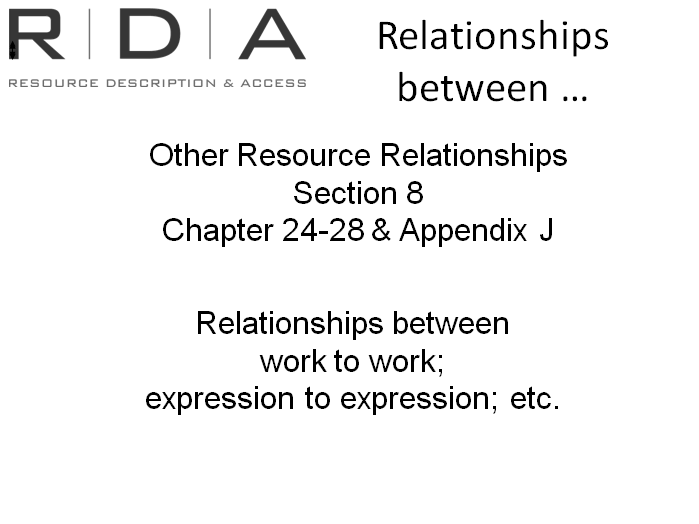 R | D | A
RESOURCE DESCRIPTION & ACCESS
Relationships
between ...
Other Resource Relationships
Section 8
Chapter 24-28 & Appendix J
Relationships between
work to work;
expression to expression; etc.